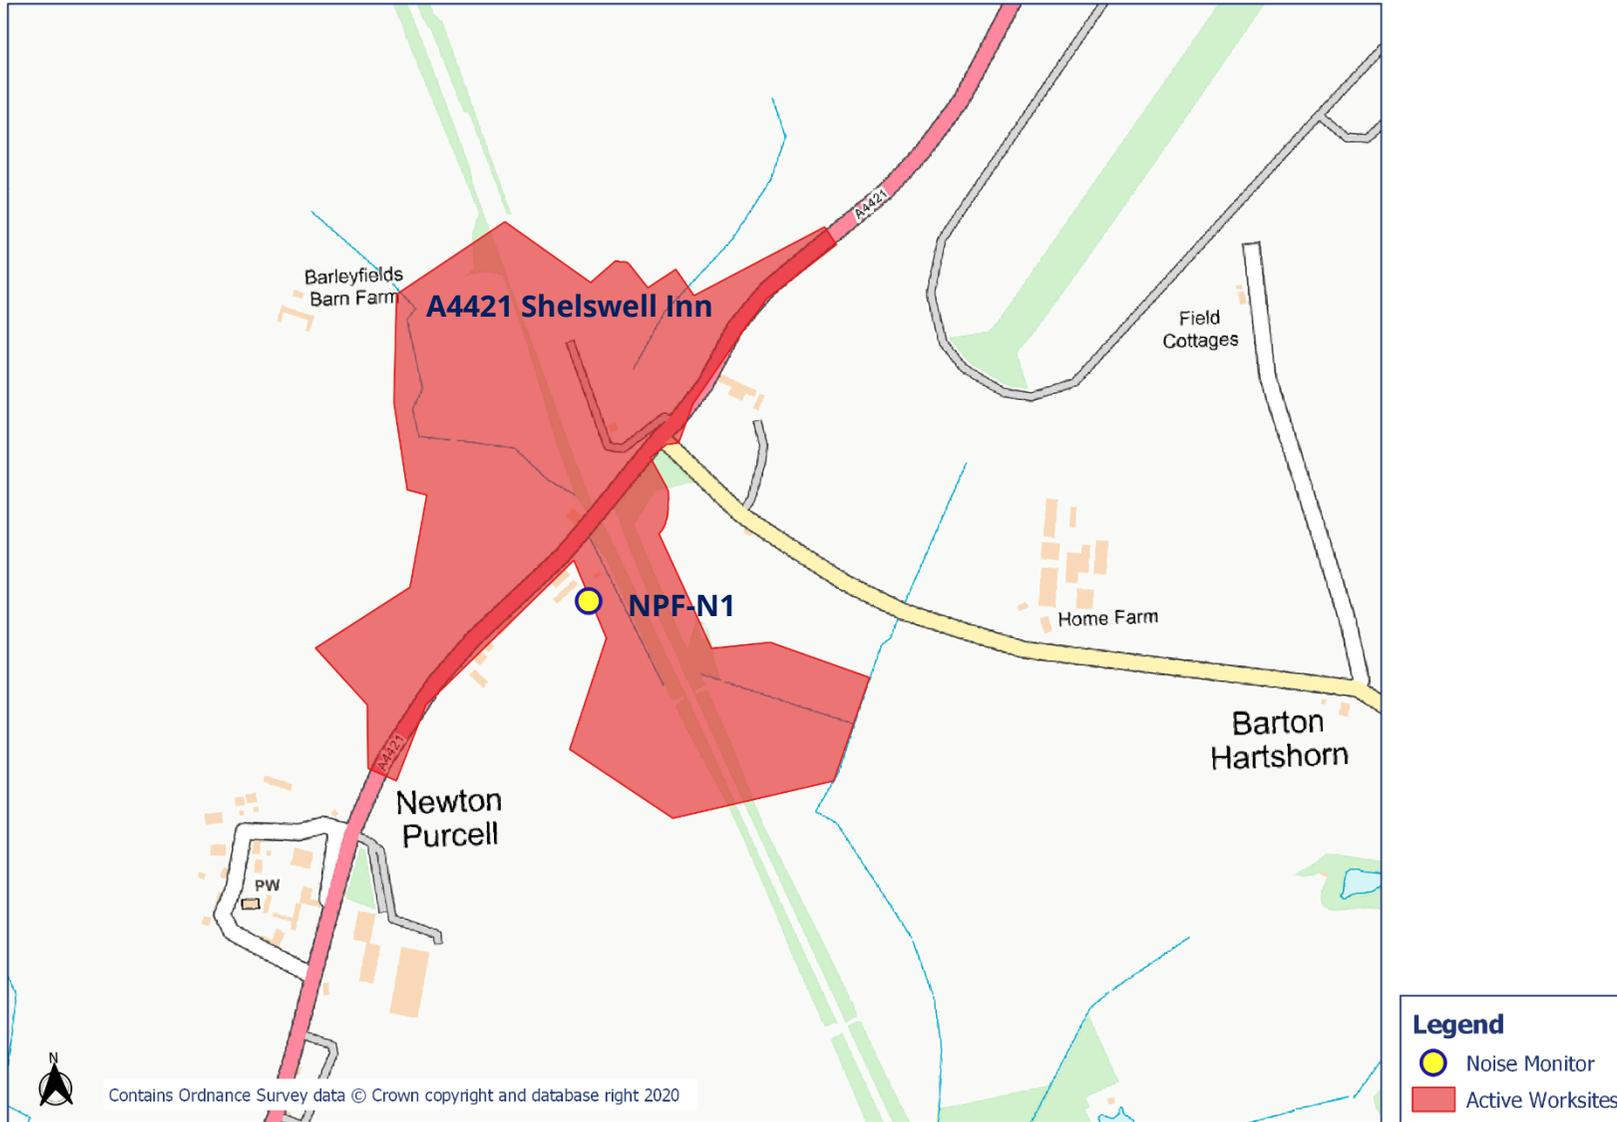 A4421
Barleyfields
Barn Farm
A4421 Shelswell Inn
Field
Cottages
NPF-N1
Home Farm
Barton
Hartshorn
A4421
Newton
Purcell
PW
N
Contains Ordnance Survey data © Crown copyright and database right 2020
Legend
Noise Monitor
Active Worksites